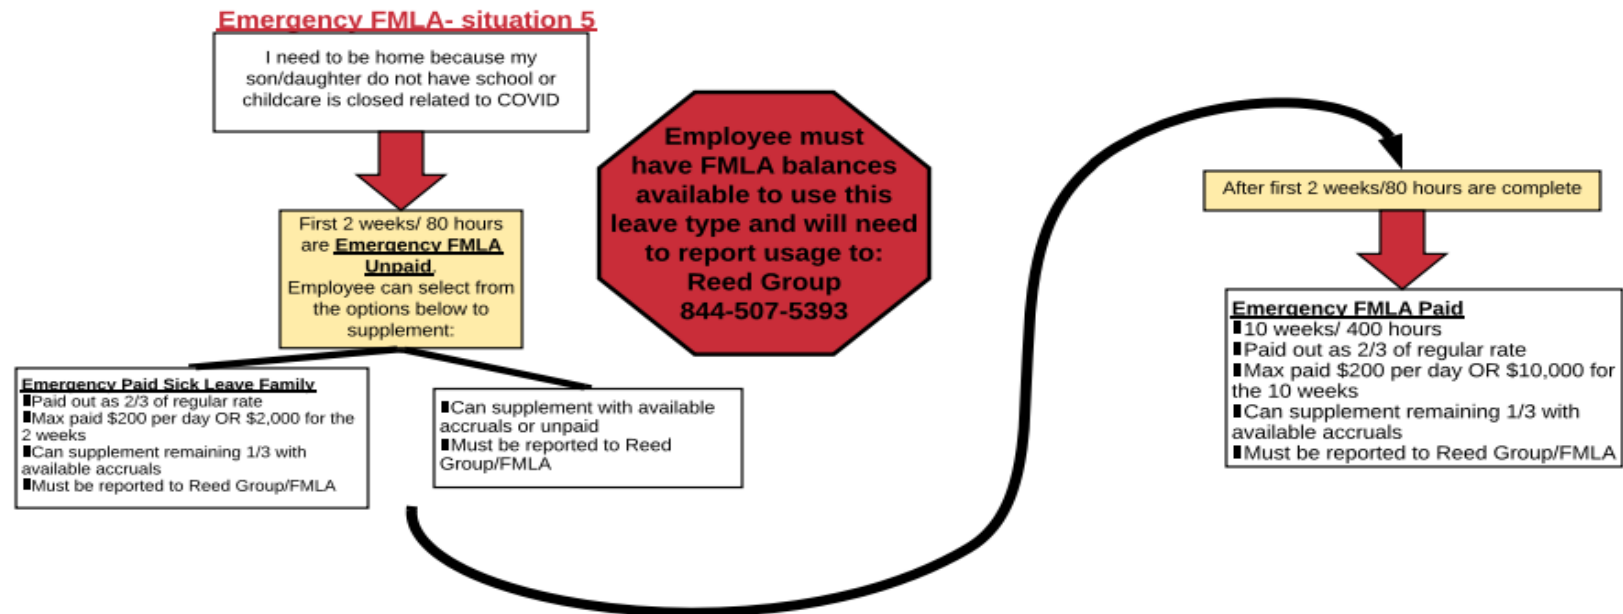 Emergency FMLA- situation 5
I need to be home because my
son/daughter do not have school or
childcare is closed related to COVID
Employee must
have FMLA balances
available to use this
leave type and will need
to report usage to:
Reed Group
844-507-5393
First 2 weeks/ 80 hours
are Emergency FMLA
Unpaid.
Employee can select from
the options below to
supplement:
Emergency Paid Sick Leave Family
Paid out as 2/3 of regular rate
Max paid $200 per day OR $2,000 for the
2 weeks
Can supplement remaining 1/3 with
available accruals
Must be reported to Reed Group/FMLA
Can supplement with available
accruals or unpaid
Must be reported to Reed
Group/FMLA
After first 2 weeks/80 hours are complete
Emergency FMLA Paid
10 weeks/ 400 hours
Paid out as 2/3 of regular rate
Max paid $200 per day OR $10,000 for
the 10 weeks
Can supplement remaining 1/3 with
available accruals
Must be reported to Reed Group/FMLA